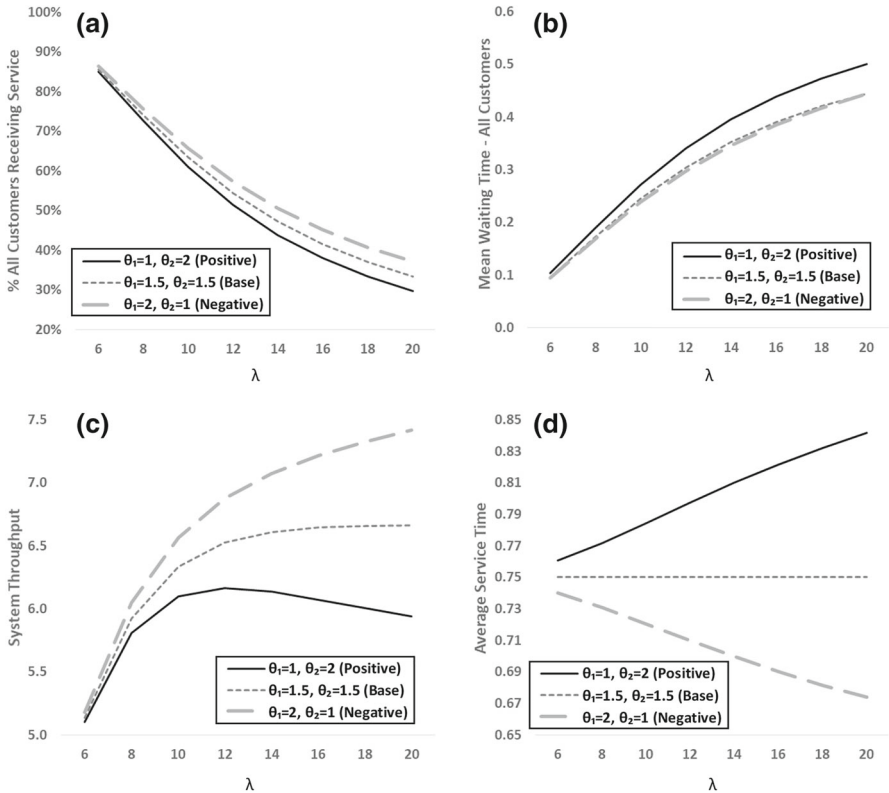 (a)
% All Customers Receiving Service
100%
90%
80%
70%
60%
50%
40%
30%
20%
θ₁=1, θ₂=2 (Positive)
θ₁=1.5, θ₂=1.5 (Base)
θ₁=2, θ₂=1 (Negative)
6 8 10 12 14 16 18 20
λ
(b)
Mean Waiting Time - All Customers
0.6
0.5
0.4
0.3
0.2
0.1
0.0
θ₁=1, θ₂=2 (Positive)
θ₁=1.5, θ₂=1.5 (Base)
θ₁=2, θ₂=1 (Negative)
6 8 10 12 14 16 18 20
λ
(c)
System Throughput
7.5
7.0
6.5
6.0
5.5
5.0
θ₁=1, θ₂=2 (Positive)
θ₁=1.5, θ₂=1.5 (Base)
θ₁=2, θ₂=1 (Negative)
6 8 10 12 14 16 18 20
λ
(d)
Average Service Time
0.85
0.83
0.81
0.79
0.77
0.75
0.73
0.71
0.69
0.67
0.65
θ₁=1, θ₂=2 (Positive)
θ₁=1.5, θ₂=1.5 (Base)
θ₁=2, θ₂=1 (Negative)
6 8 10 12 14 16 18 20
λ